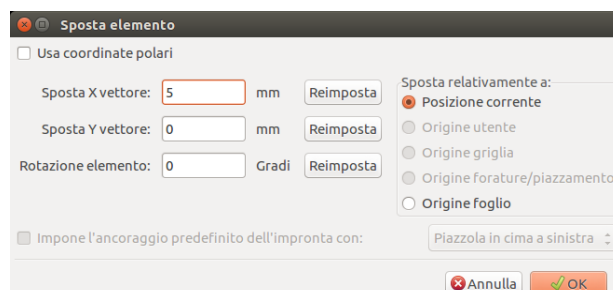 Sposta elemento
Usa coordinate polari
Sposta X vettore: 5 mm Reimposta
Sposta Y vettore: 0 mm Reimposta
Rotazione elemento: 0 Gradi Reimposta
Sposta relativamente a:
Posizione corrente
Origine utente
Origine griglia
Origine forature/piazzamento
Origine foglio
Impone l'ancoraggio predefinito dell'impronta con: Piazzola in cima a sinistra
Annulla OK